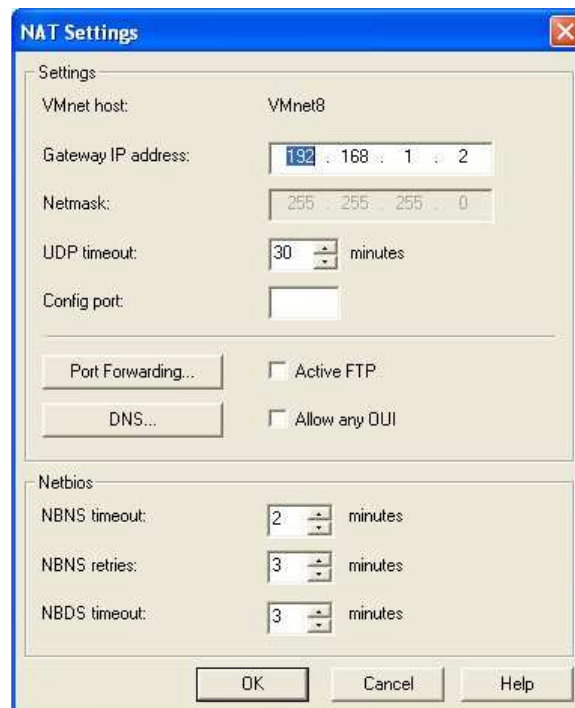 NAT Settings
Settings
VMnet host: VMnet8
Gateway IP address: 192 . 168 . 1 . 2
Netmask: 255 . 255 . 255 . 0
UDP timeout: 30 minutes
Config port:
Port Forwarding... Active FTP
DNS... Allow any OUI
Netbios
NBNS timeout: 2 minutes
NBNS retries: 3 minutes
NBDS timeout: 3 minutes
OK Cancel Help